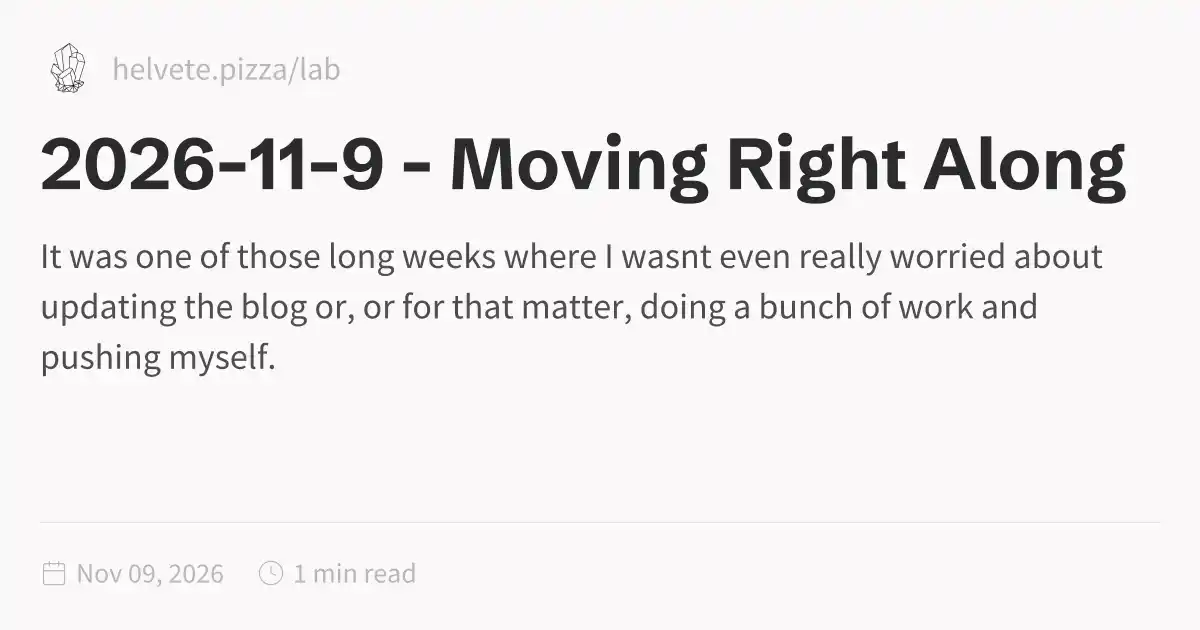 helvete.pizza/lab
2026-11-9 - Moving Right Along
It was one of those long weeks where I wasnt even really worried about
updating the blog or, or for that matter, doing a bunch of work and
pushing myself.
Nov 09, 2026 1 min read